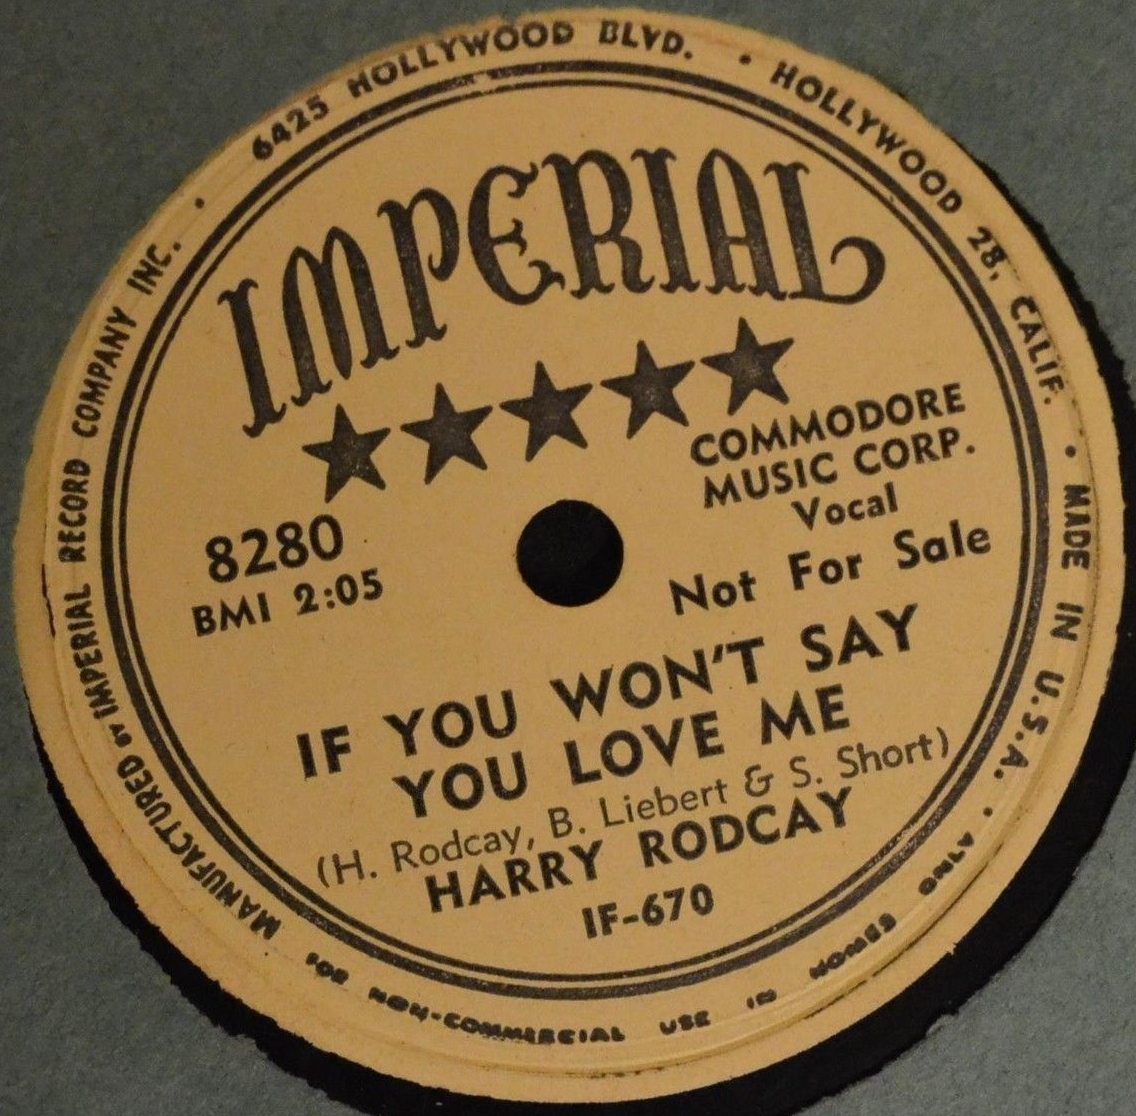 MANUFACTURED BY IMPERIAL RECORD COMPANY INC. • 6425 HOLLYWOOD BLVD. • HOLLYWOOD 28, CALIF. • MADE IN U.S.A. •
IMPERIAL
COMMODORE
MUSIC CORP.
Vocal
8280
BMI 2:05
Not For Sale
IF YOU WON'T SAY
YOU LOVE ME
(H. Rodcay, B. Liebert & S. Short)
HARRY RODCAY
IF-670
FOR NON-COMMERCIAL USE IN HOMES ONLY